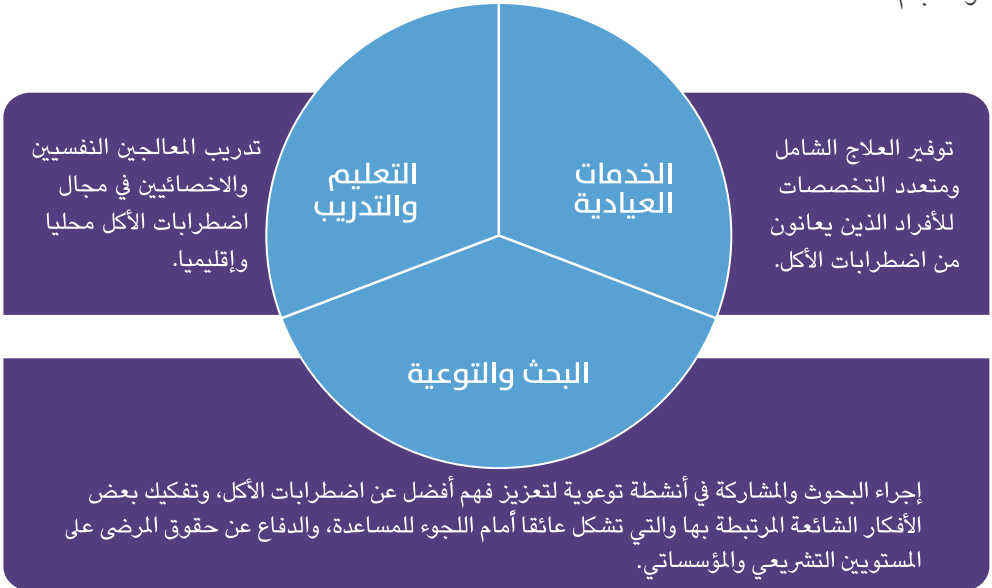 الخدمات
العيادية
توفير العلاج الشامل
ومتعدد التخصصات
للأفراد الذين يعانون
من اضطرابات الأكل.
التعليم
والتدريب
تدريب المعالجين النفسيين
والاخصائيين في مجال
اضطرابات الأكل محليا
وإقليميا.
البحث والتوعية
إجراء البحوث والمشاركة في أنشطة توعوية لتعزيز فهم أفضل عن اضطرابات الأكل، وتفكيك بعض
الأفكار الشائعة المرتبطة بها والتي تشكل عائقا أمام اللجوء للمساعدة، والدفاع عن حقوق المرضى على
المستويين التشريعي والمؤسساتي.